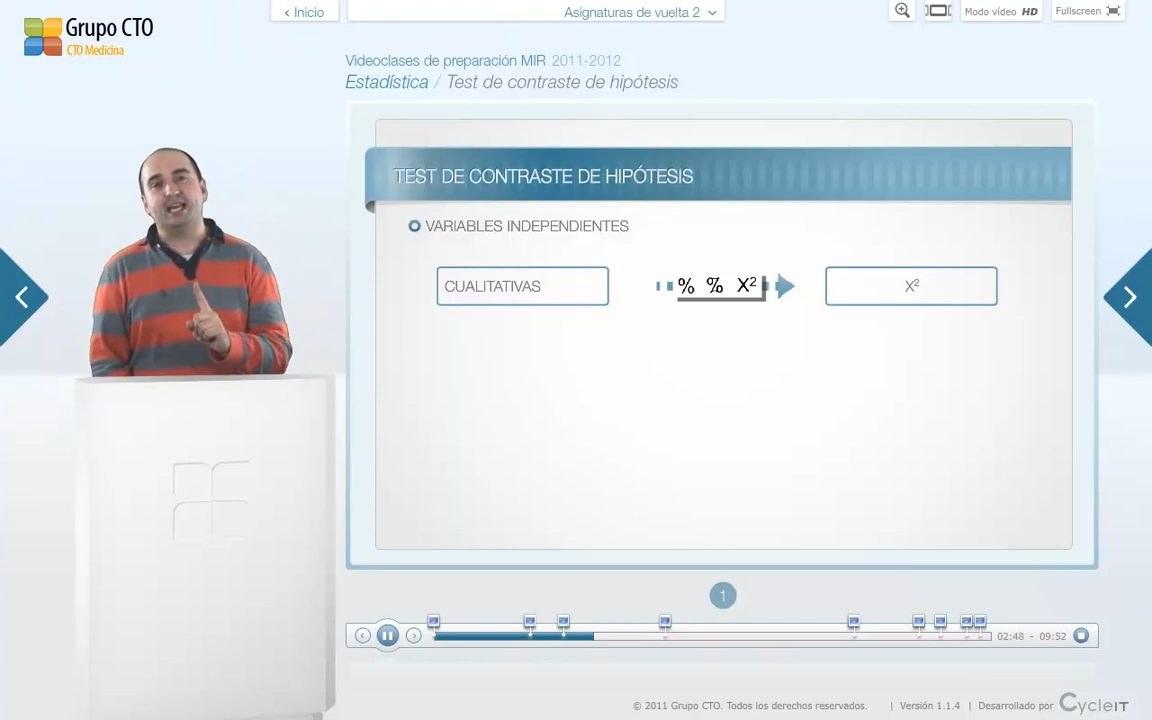 Grupo CTO
CTO Medicina
‹ Inicio
Asignaturas de vuelta 2
Modo vídeo HD
Fullscreen
Videoclases de preparación MIR 2011-2012
Estadística / Test de contraste de hipótesis
TEST DE CONTRASTE DE HIPÓTESIS
VARIABLES INDEPENDIENTES
CUALITATIVAS
% % X²
X²
1
02:48 - 09:52
© 2011 Grupo CTO. Todos los derechos reservados. | Versión 1.1.4 | Desarrollado por CycleIT